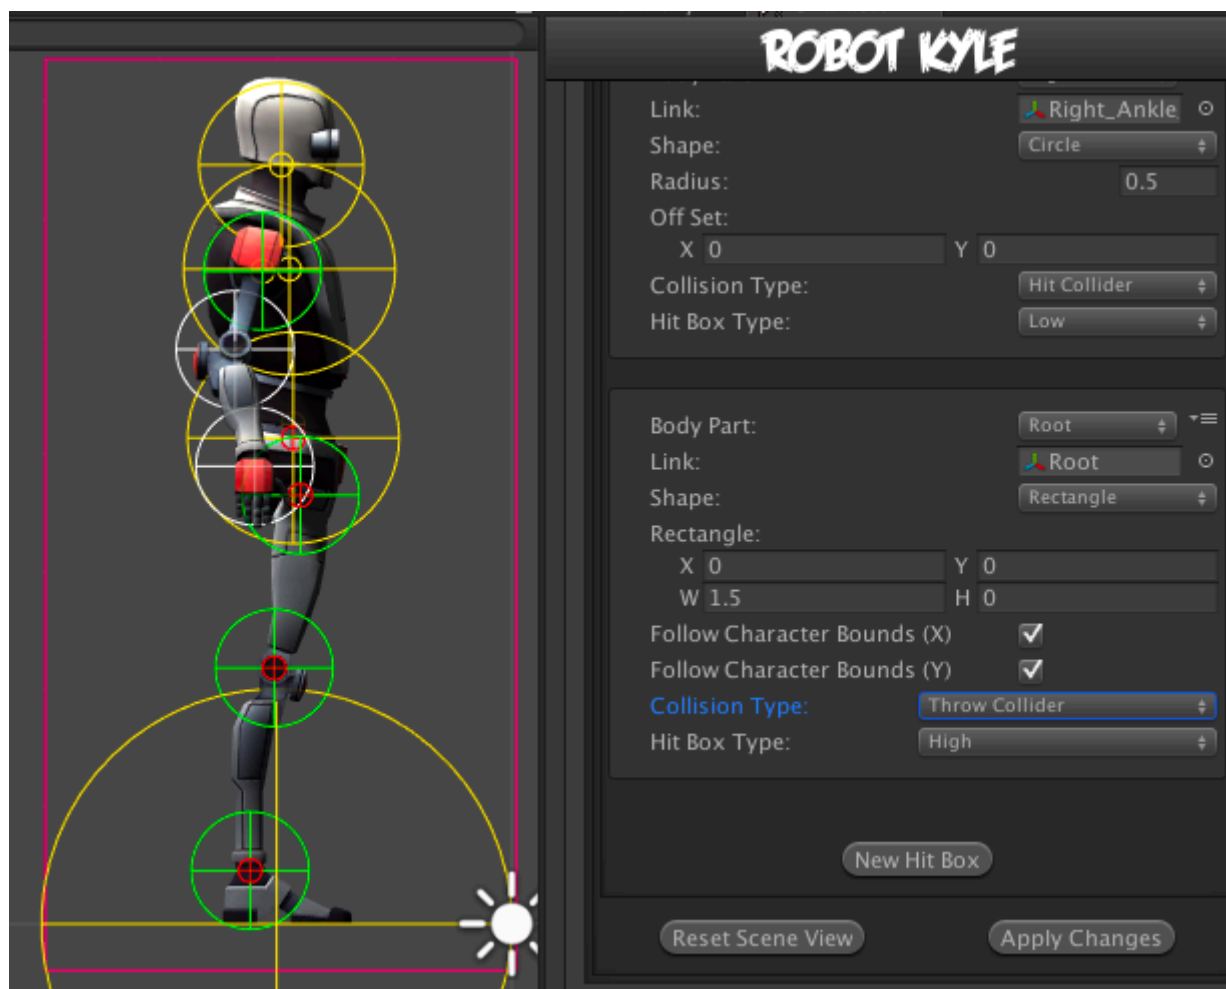 ROBOT KYLE
Link: Right_Ankle
Shape: Circle
Radius: 0.5
Off Set:
X 0 Y 0
Collision Type: Hit Collider
Hit Box Type: Low
Body Part: Root
Link: Root
Shape: Rectangle
Rectangle:
X 0 Y 0
W 1.5 H 0
Follow Character Bounds (X)
Follow Character Bounds (Y)
Collision Type: Throw Collider
Hit Box Type: High
New Hit Box
Reset Scene View Apply Changes